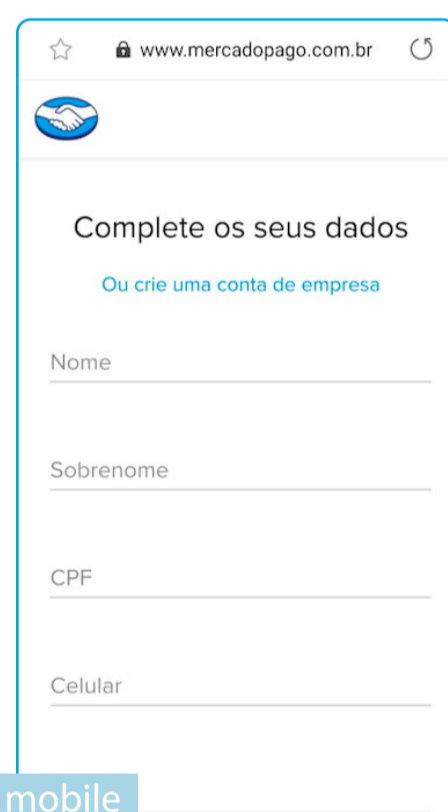 www.mercadopago.com.br
Complete os seus dados
Ou crie uma conta de empresa
Nome
Sobrenome
CPF
Celular
mobile